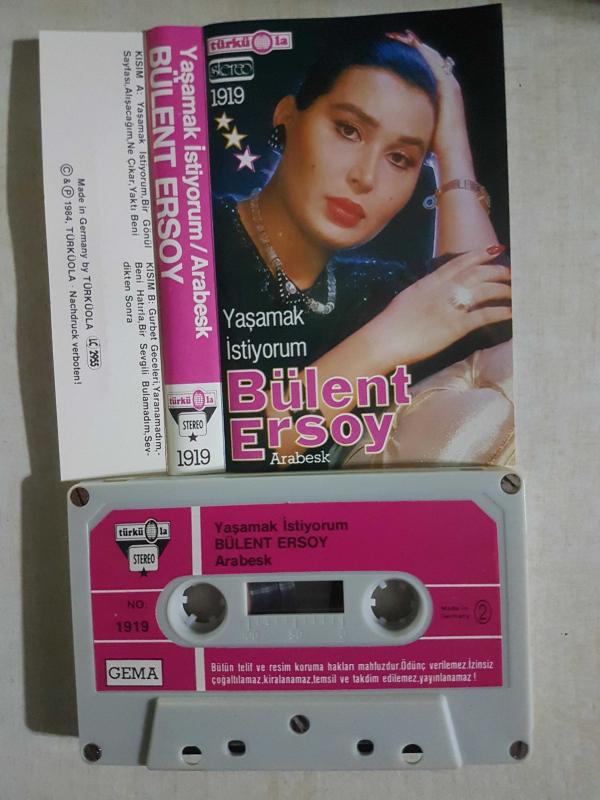 KISIM A: Yaşamak İstiyorum,Bir Gönül
Sayfası,Alışacağım,Ne Çıkar,Yaktı Beni
KISIM B: Gurbet Geceleri,Yaranamadım,-
Beni Hatırla,Bir Sevgili Bulamadım,Sev-
dikten Sonra
Made in Germany by TÜRKÜOLA LC 2955
© & Ⓟ 1984, TÜRKÜOLA · Nachdruck verboten!
Yaşamak İstiyorum/Arabesk
BÜLENT ERSOY
türkü la
STEREO
1919
türkü la
stereo
1919
Yaşamak
İstiyorum
Bülent
Ersoy
Arabesk
türkü la
STEREO
Yaşamak İstiyorum
BÜLENT ERSOY
Arabesk
NO:
1919
100 50 0
Made in
Germany
2
GEMA
Bütün telif ve resim koruma hakları mahfuzdur.Ödünç verilemez.İzinsiz
çoğaltılamaz,kiralanamaz,temsil ve takdim edilemez,yayınlanamaz!